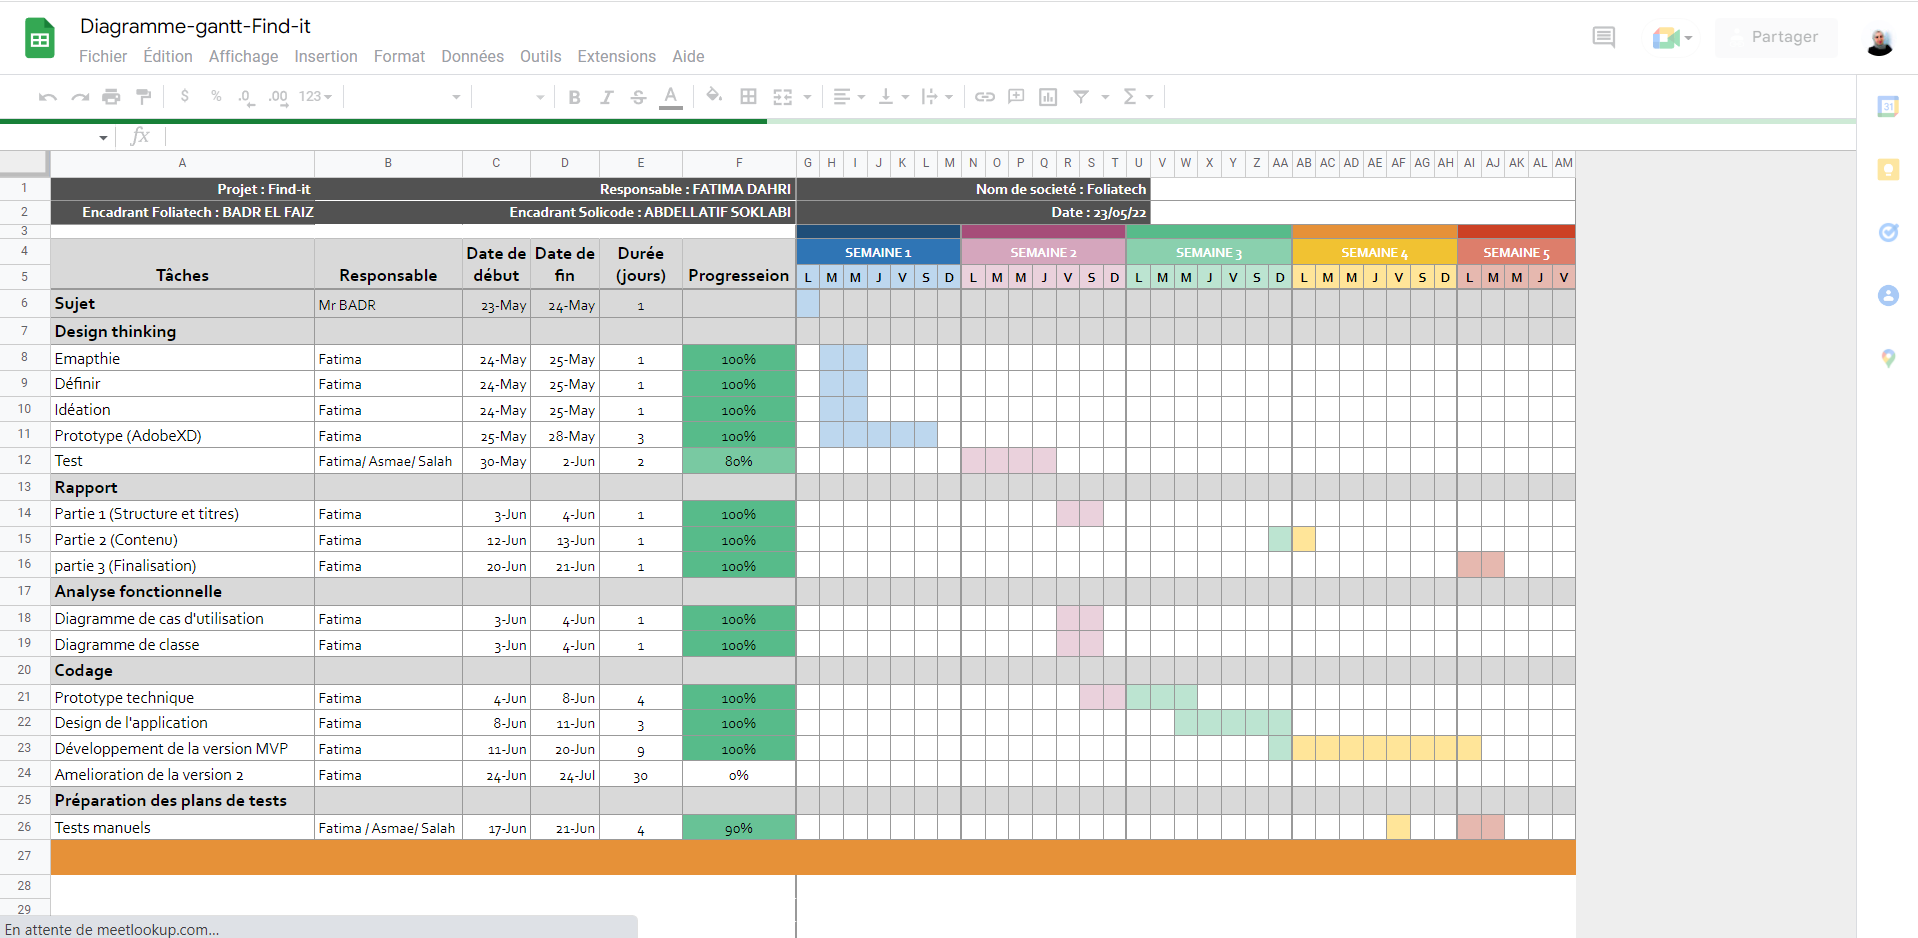 Diagramme-gantt-Find-it
Fichier Édition Affichage Insertion Format Données Outils Extensions Aide
Partager
$ % .0 .00 123 B I S A Σ
31
fx
A B C D E F G H I J K L M N O P Q R S T U V W X Y Z AA AB AC AD AE AF AG AH AI AJ AK AL AM
1 Projet : Find-it Responsable : FATIMA DAHRI Nom de societé : Foliatech
2 Encadrant Foliatech : BADR EL FAIZ Encadrant Solicode : ABDELLATIF SOKLABI Date : 23/05/22
3
4 SEMAINE 1 SEMAINE 2 SEMAINE 3 SEMAINE 4 SEMAINE 5
5 Tâches Responsable Date de début Date de fin Durée (jours) Progresseion L M M J V S D L M M J V S D L M M J V S D L M M J V S D L M M J V
6 Sujet Mr BADR 23-May 24-May 1
7 Design thinking
8 Emapthie Fatima 24-May 25-May 1 100%
9 Définir Fatima 24-May 25-May 1 100%
10 Idéation Fatima 24-May 25-May 1 100%
11 Prototype (AdobeXD) Fatima 25-May 28-May 3 100%
12 Test Fatima/ Asmae/ Salah 30-May 2-Jun 2 80%
13 Rapport
14 Partie 1 (Structure et titres) Fatima 3-Jun 4-Jun 1 100%
15 Partie 2 (Contenu) Fatima 12-Jun 13-Jun 1 100%
16 partie 3 (Finalisation) Fatima 20-Jun 21-Jun 1 100%
17 Analyse fonctionnelle
18 Diagramme de cas d'utilisation Fatima 3-Jun 4-Jun 1 100%
19 Diagramme de classe Fatima 3-Jun 4-Jun 1 100%
20 Codage
21 Prototype technique Fatima 4-Jun 8-Jun 4 100%
22 Design de l'application Fatima 8-Jun 11-Jun 3 100%
23 Développement de la version MVP Fatima 11-Jun 20-Jun 9 100%
24 Amelioration de la version 2 Fatima 24-Jun 24-Jul 30 0%
25 Préparation des plans de tests
26 Tests manuels Fatima / Asmae/ Salah 17-Jun 21-Jun 4 90%
27
28
29
En attente de meetlookup.com...